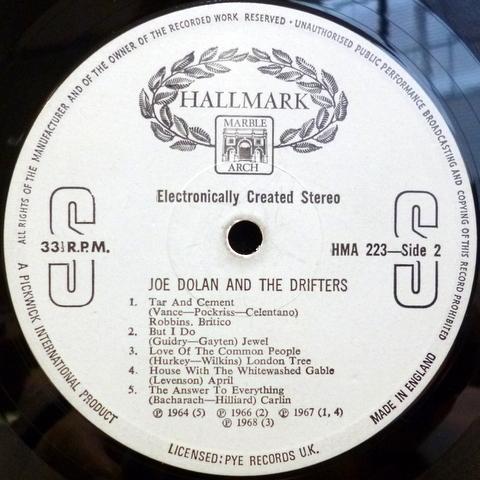 ALL RIGHTS OF THE MANUFACTURER AND OF THE OWNER OF THE RECORDED WORK RESERVED • UNAUTHORISED PUBLIC PERFORMANCE BROADCASTING AND COPYING OF THIS RECORD PROHIBITED
HALLMARK
MARBLE
ARCH
Electronically Created Stereo
S
S
33⅓ R.P.M.
HMA 223—Side 2
JOE DOLAN AND THE DRIFTERS
1. Tar And Cement
(Vance—Pockriss—Celentano)
Robbins, Britico
2. But I Do
(Guidry—Gayten) Jewel
3. Love Of The Common People
(Hurkey—Wilkins) London Tree
4. House With The Whitewashed Gable
(Levenson) April
5. The Answer To Everything
(Bacharach—Hilliard) Carlin
℗ 1964 (5) ℗ 1966 (2) ℗ 1967 (1, 4)
℗ 1968 (3)
A PICKWICK INTERNATIONAL PRODUCT
LICENSED: PYE RECORDS U.K.
MADE IN ENGLAND